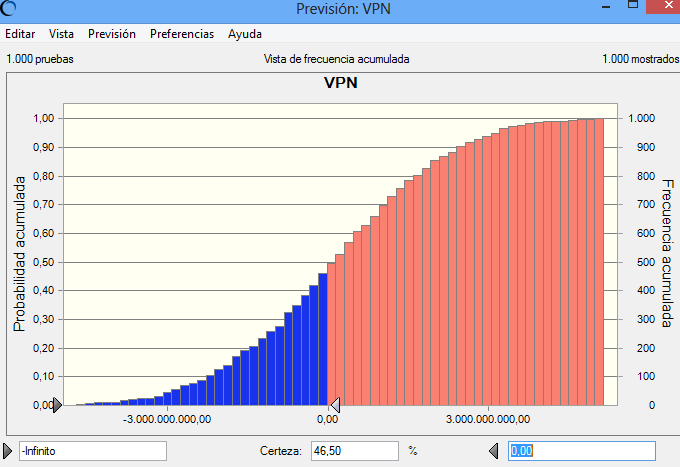 Previsión: VPN
Editar Vista Previsión Preferencias Ayuda
1.000 pruebas Vista de frecuencia acumulada 1.000 mostrados
VPN
1,00 1.000
0,90 900
0,80 800
0,70 700
0,60 600
0,50 500
0,40 400
0,30 300
0,20 200
0,10 100
0,00 0
Probabilidad acumulada
Frecuencia acumulada
-3.000.000.000,00 0,00 3.000.000.000,00
-Infinito Certeza: 46,50 % 0,00